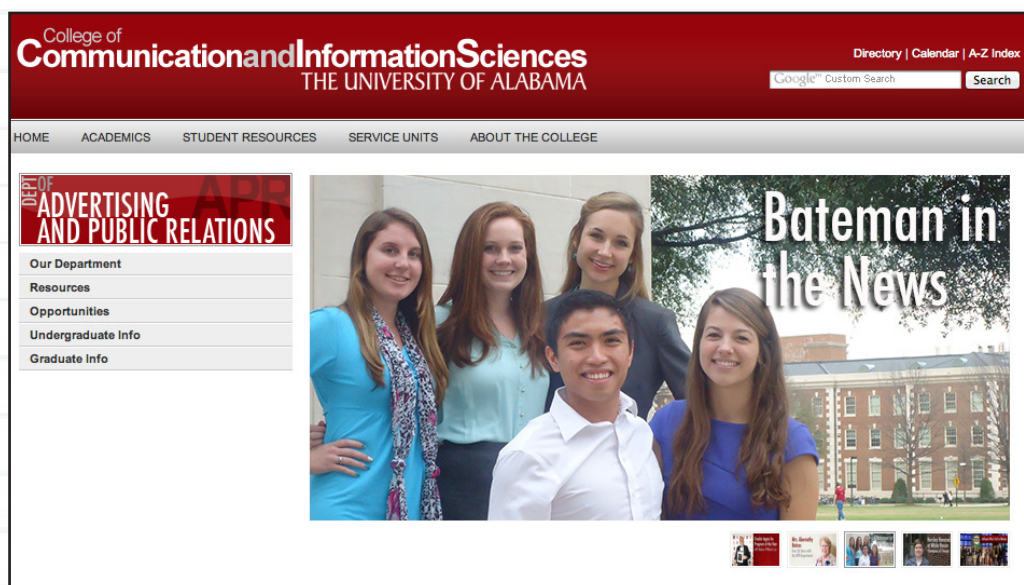 College of
CommunicationandInformationSciences
THE UNIVERSITY OF ALABAMA
Directory | Calendar | A-Z Index
Google™ Custom Search
Search
HOME
ACADEMICS
STUDENT RESOURCES
SERVICE UNITS
ABOUT THE COLLEGE
DEPT OF
APR
ADVERTISING
AND PUBLIC RELATIONS
Our Department
Resources
Opportunities
Undergraduate Info
Graduate Info
Bateman in
the News